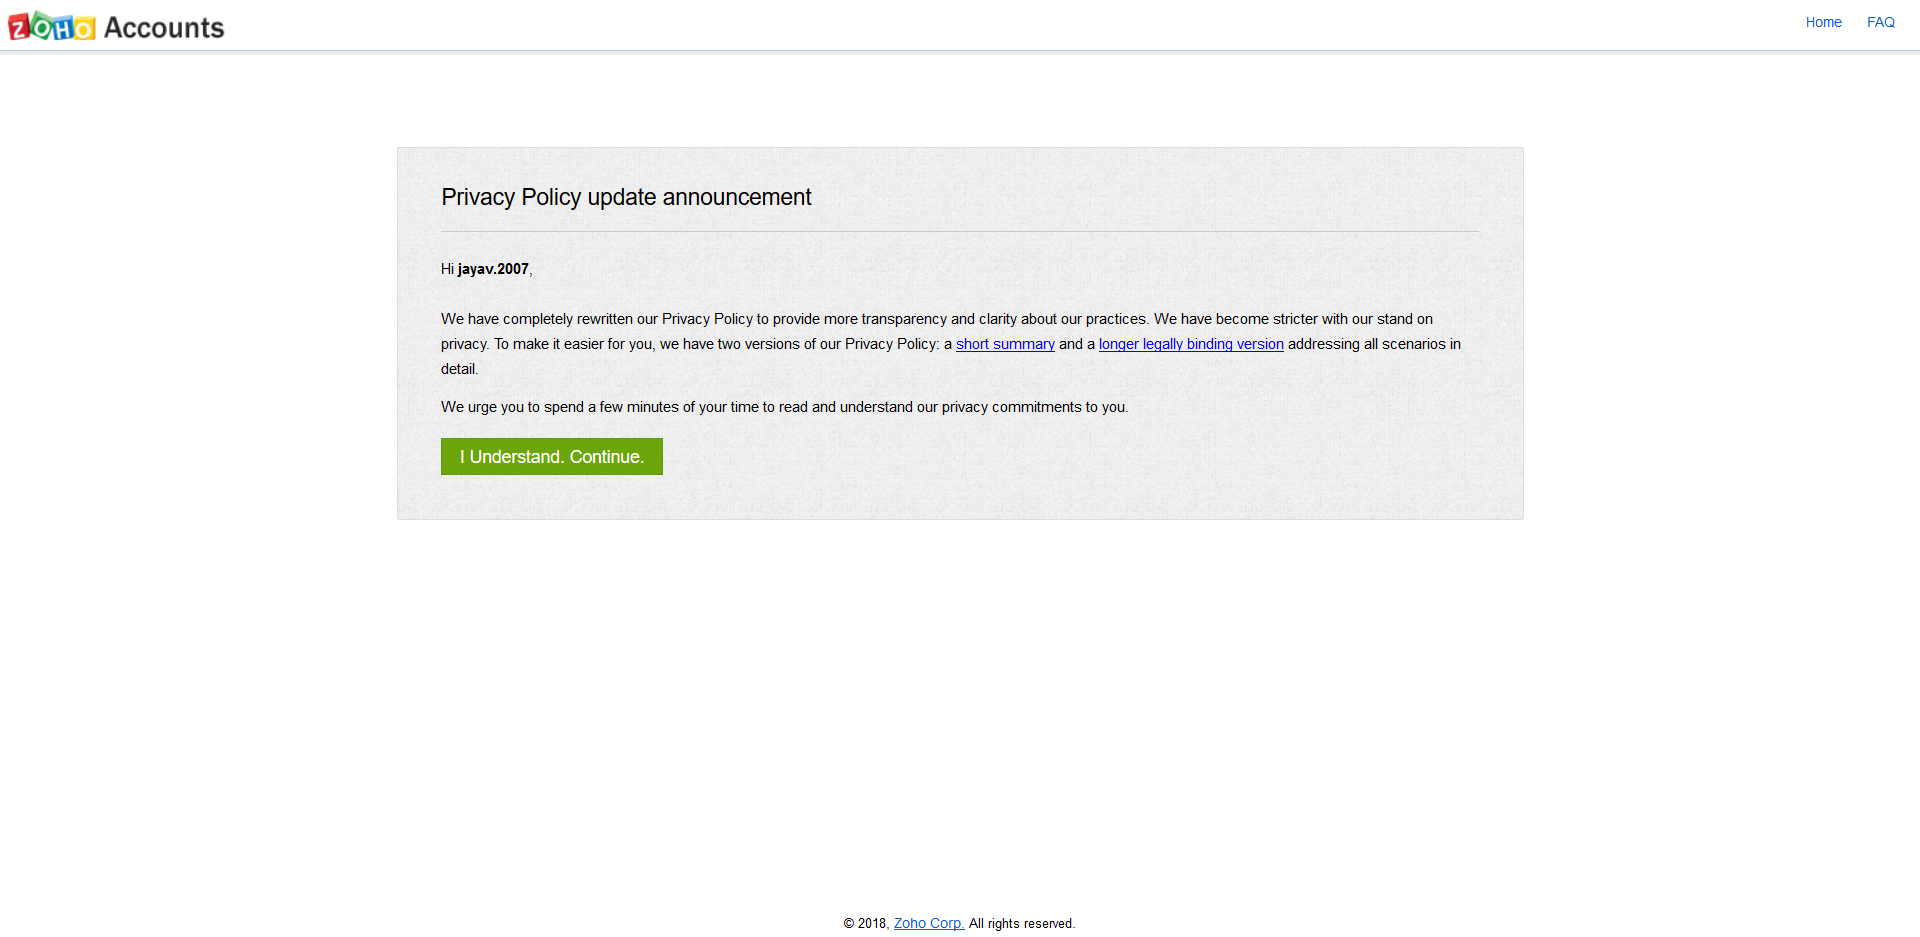 ZOHO Accounts
Home FAQ
Privacy Policy update announcement
Hi jayav.2007,
We have completely rewritten our Privacy Policy to provide more transparency and clarity about our practices. We have become stricter with our stand on
privacy. To make it easier for you, we have two versions of our Privacy Policy: a short summary and a longer legally binding version addressing all scenarios in
detail.
We urge you to spend a few minutes of your time to read and understand our privacy commitments to you.
I Understand. Continue.
© 2018, Zoho Corp. All rights reserved.